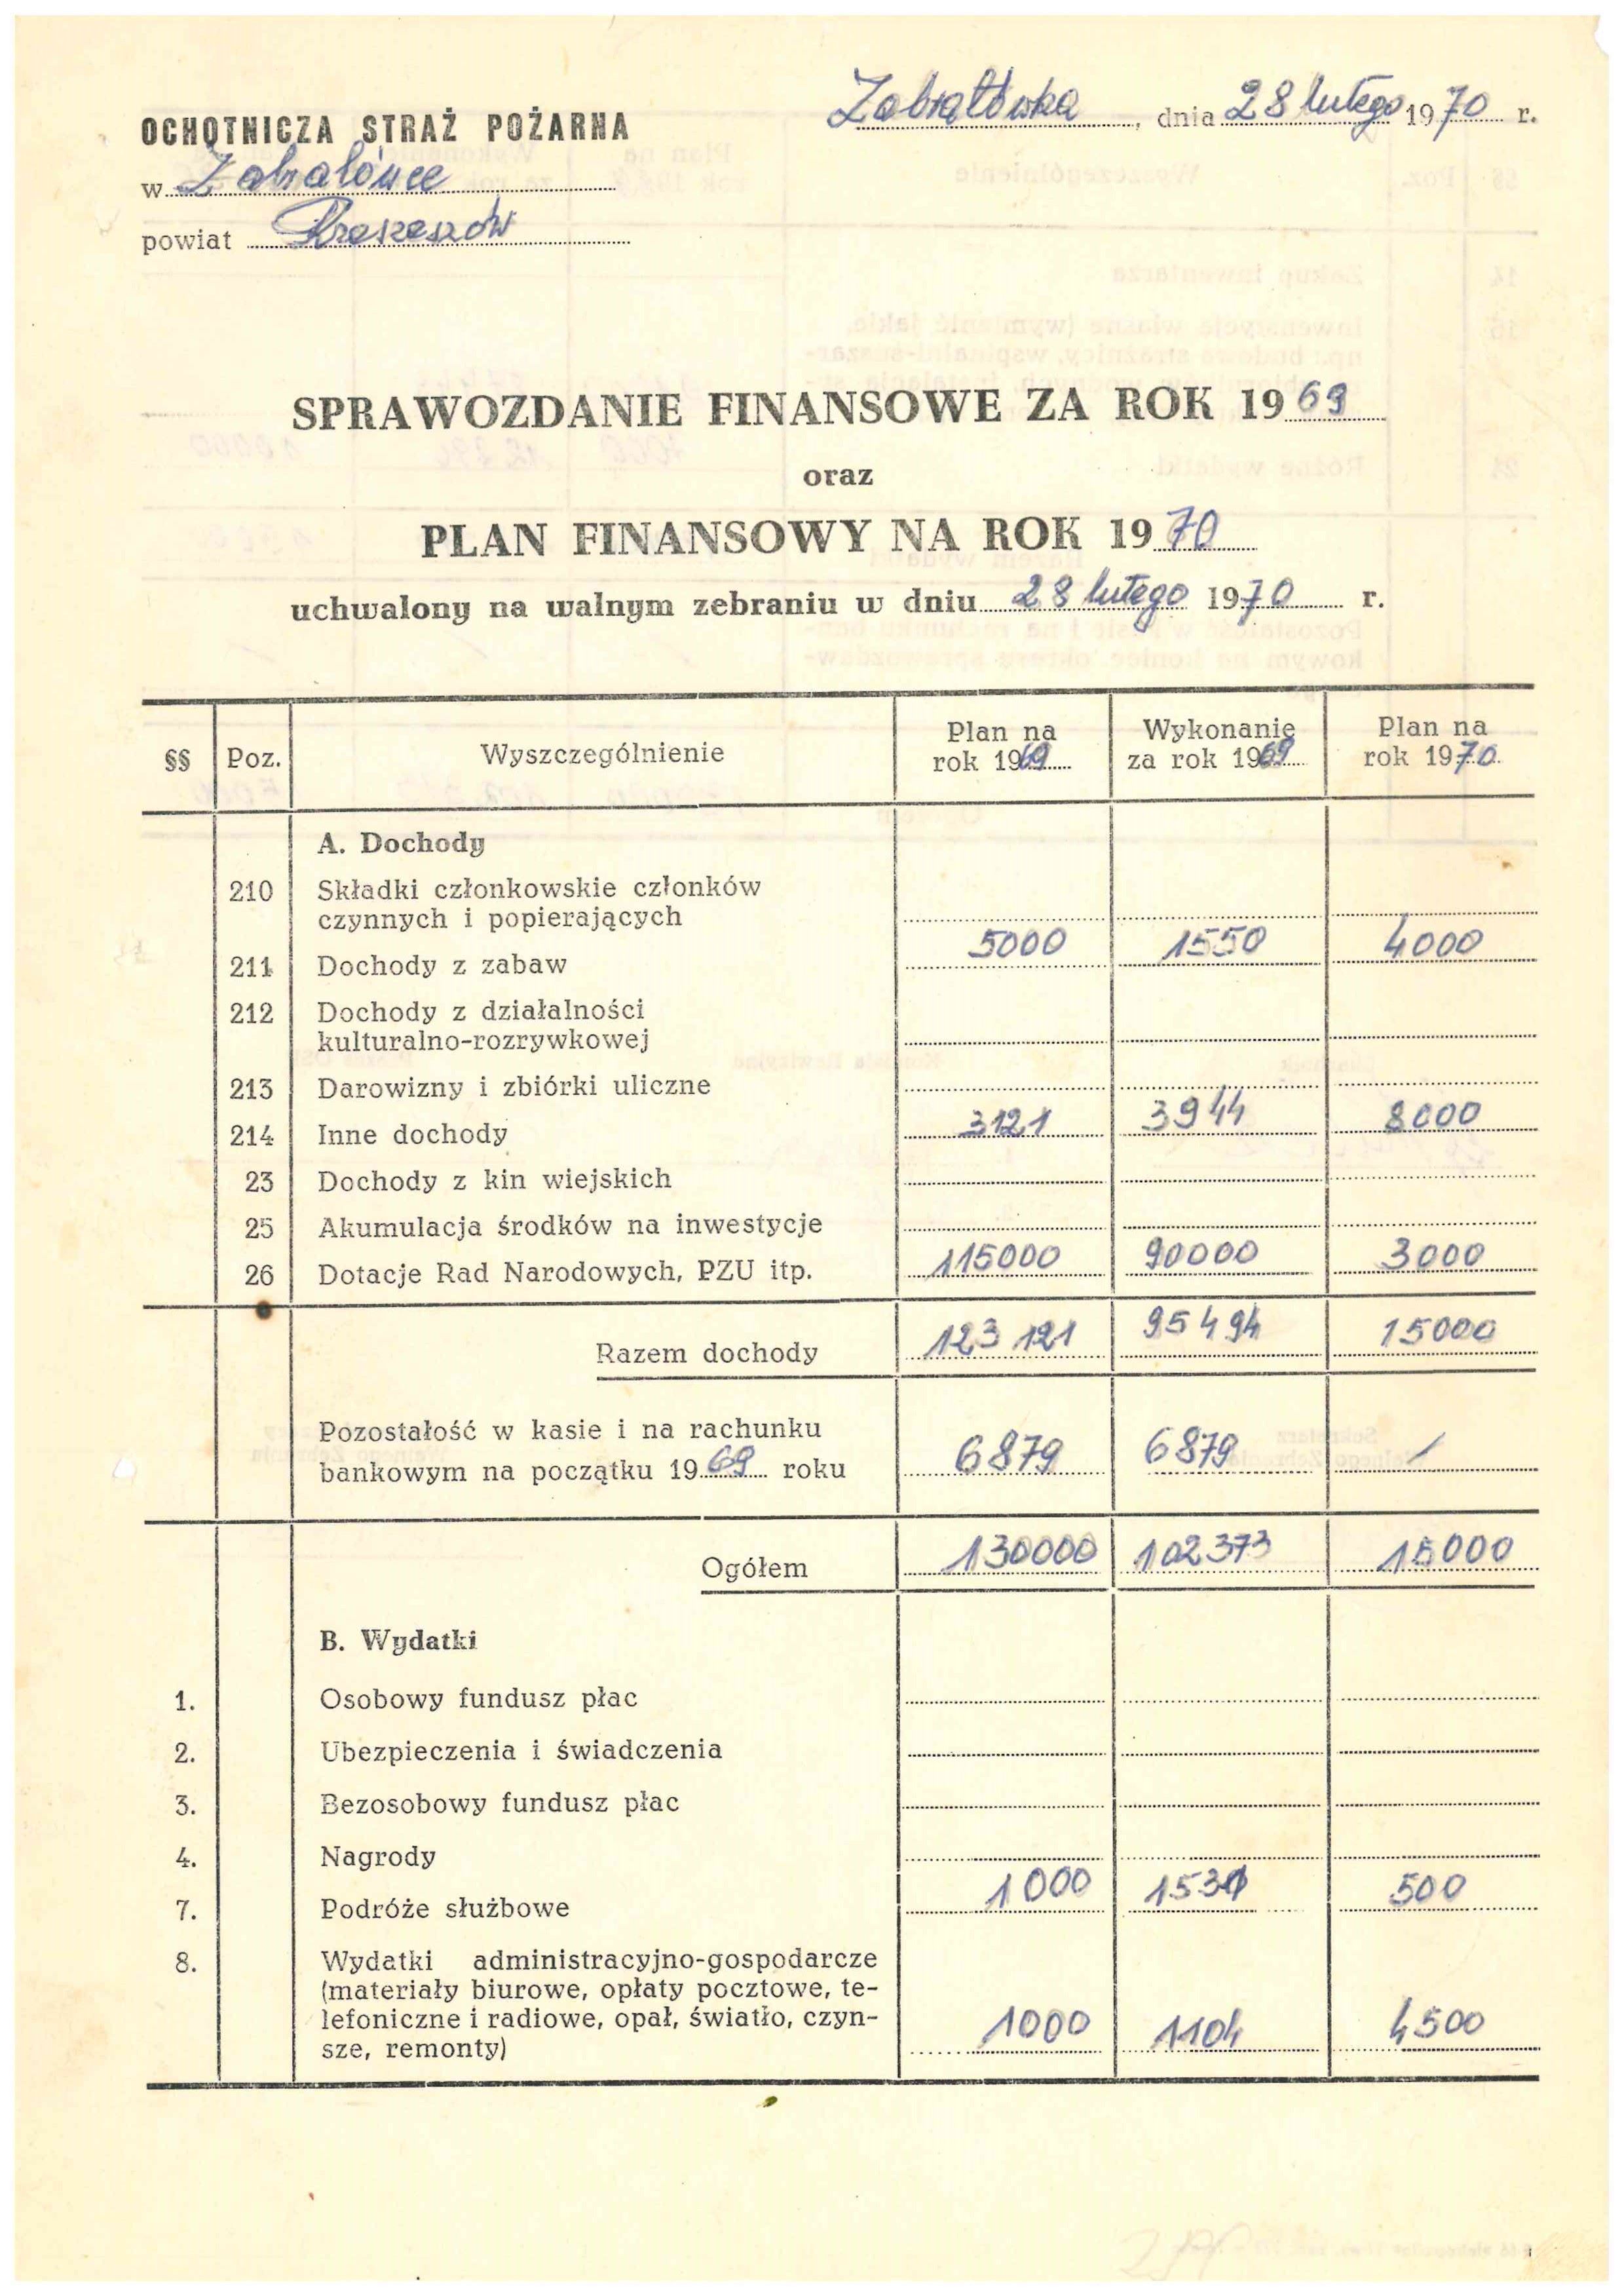 Zabratówka, dnia 28 lutego 1970 r.
OCHOTNICZA STRAŻ POŻARNA
w Zabratówce
powiat Rzeszów
SPRAWOZDANIE FINANSOWE ZA ROK 1969
oraz
PLAN FINANSOWY NA ROK 1970
uchwalony na walnym zebraniu w dniu 28 lutego 1970 r.
§§ Poz. Wyszczególnienie Plan na rok 1969 Wykonanie za rok 1969 Plan na rok 1970
A. Dochody
210 Składki członkowskie członków
czynnych i popierających
211 Dochody z zabaw 5000 1550 4000
212 Dochody z działalności
kulturalno-rozrywkowej
213 Darowizny i zbiórki uliczne
214 Inne dochody 3121 3944 8000
23 Dochody z kin wiejskich
25 Akumulacja środków na inwestycje
26 Dotacje Rad Narodowych, PZU itp. 115000 90000 3000
Razem dochody 123 121 95494 15000
Pozostałość w kasie i na rachunku
bankowym na początku 1969 roku 6879 6879 /
Ogółem 130000 102373 15000
B. Wydatki
1. Osobowy fundusz płac
2. Ubezpieczenia i świadczenia
3. Bezosobowy fundusz płac
4. Nagrody
7. Podróże służbowe 1000 500
8. Wydatki administracyjno-gospodarcze
(materiały biurowe, opłaty pocztowe, te-
lefoniczne i radiowe, opał, światło, czyn-
sze, remonty) 1000 1104 4500